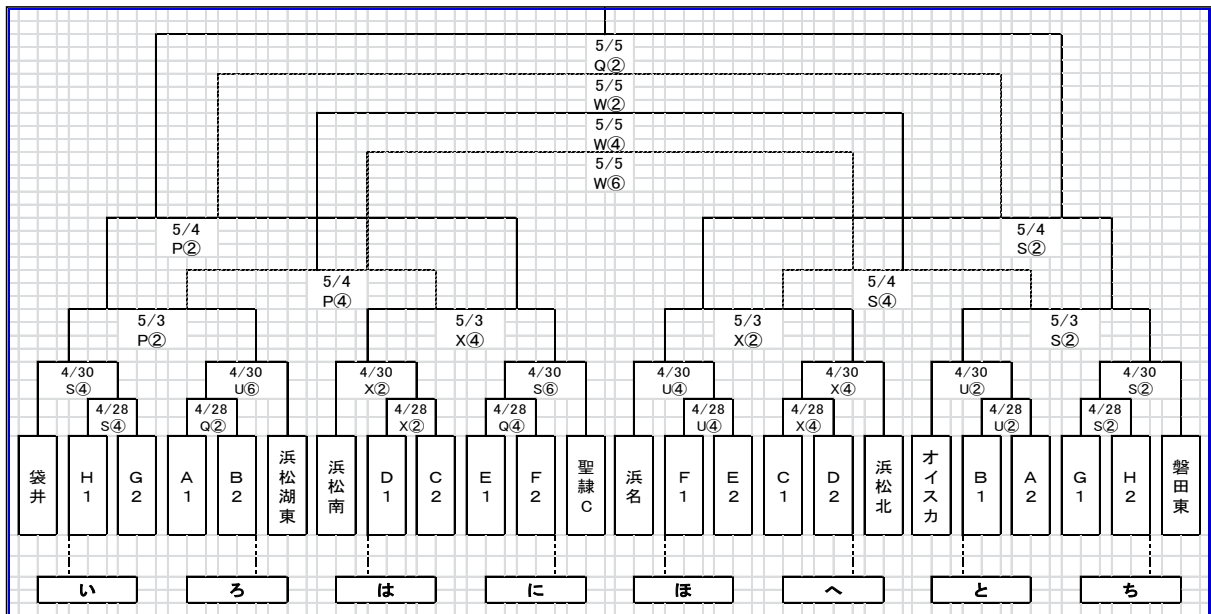 5/5
Q②
5/5
W②
5/5
W④
5/5
W⑥
5/4
P②
5/4
S②
5/4
P④
5/4
S④
5/3
P②
5/3
X④
5/3
X②
5/3
S②
4/30
S④
4/30
U⑥
4/30
X②
4/30
S⑥
4/30
U④
4/30
X④
4/30
U②
4/30
S②
4/28
S④
4/28
Q②
4/28
X②
4/28
Q④
4/28
U④
4/28
X④
4/28
U②
4/28
S②
袋井
H1
G2
A1
B2
浜松湖東
浜松南
D1
C2
E1
F2
聖隷C
浜名
F1
E2
C1
D2
浜松北
オイスカ
B1
A2
G1
H2
磐田東
い ろ は に ほ へ と ち